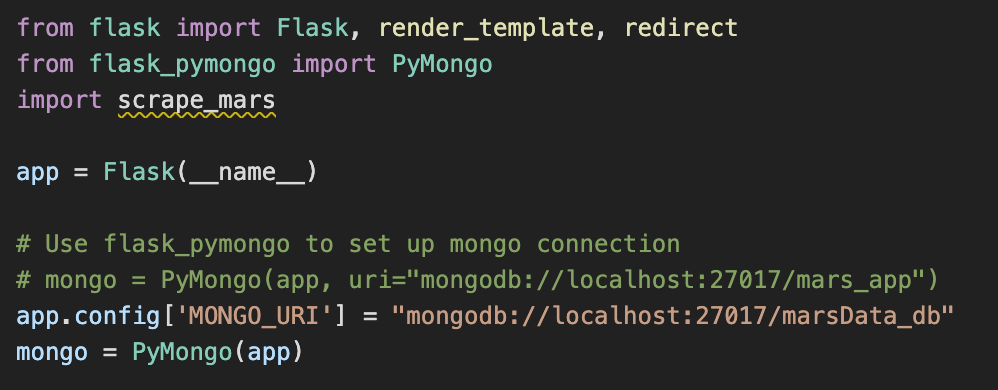 from flask import Flask, render_template, redirect
from flask_pymongo import PyMongo
import scrape_mars
app = Flask(__name__)
# Use flask_pymongo to set up mongo connection
# mongo = PyMongo(app, uri="mongodb://localhost:27017/mars_app")
app.config['MONGO_URI'] = "mongodb://localhost:27017/marsData_db"
mongo = PyMongo(app)